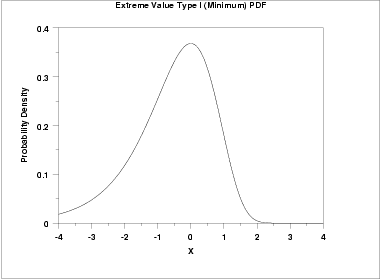 Extreme Value Type I (Minimum) PDF
0.4
0.3
0.2
0.1
0
Probability Density
-4 -3 -2 -1 0 1 2 3 4
X